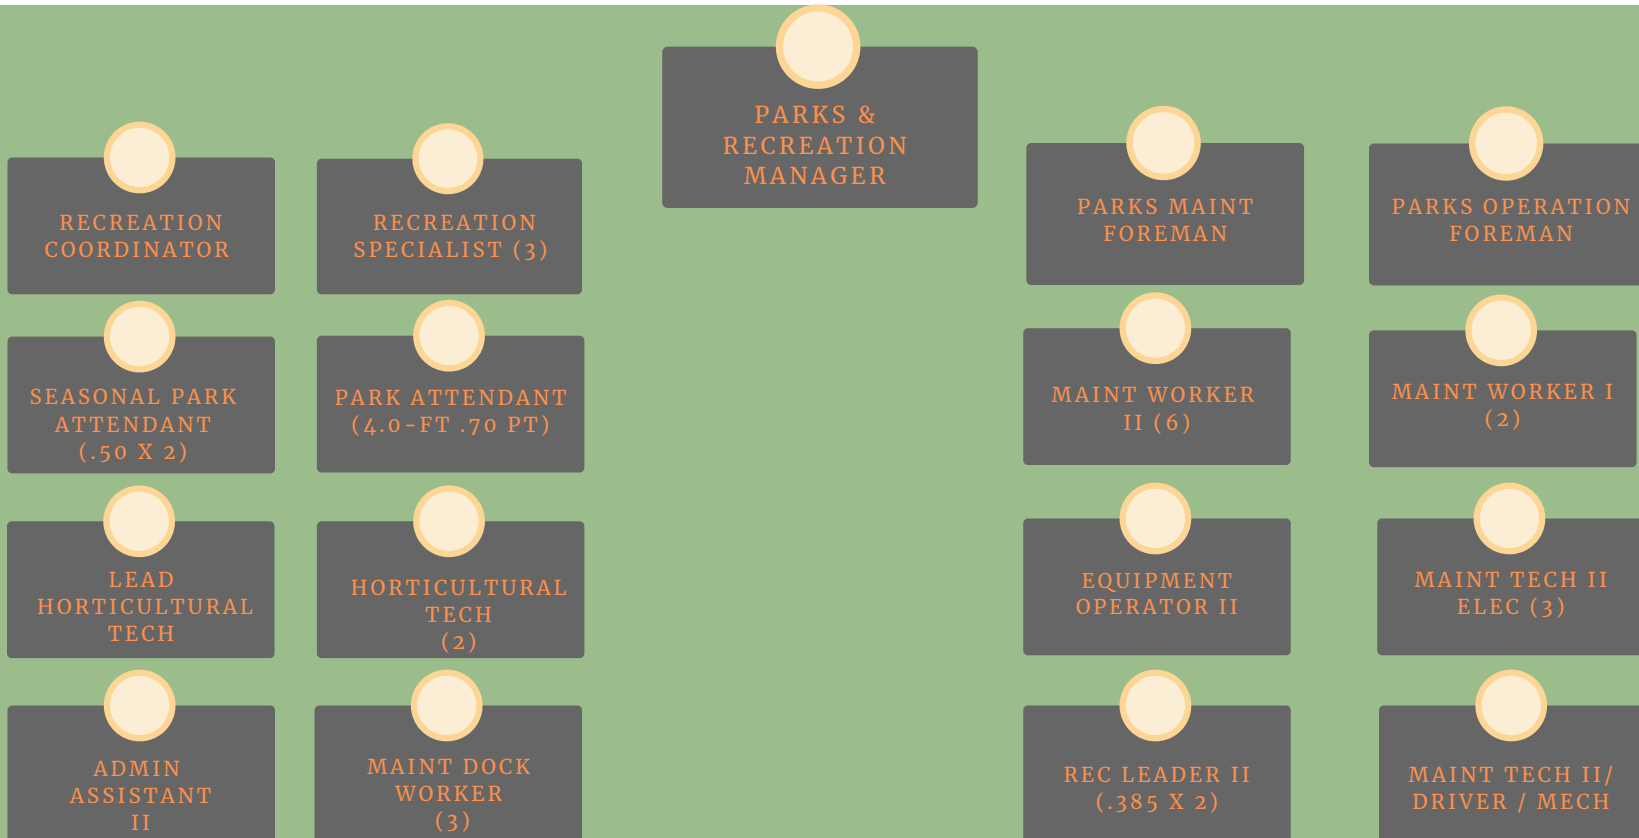 PARKS &
RECREATION
MANAGER
RECREATION
COORDINATOR
RECREATION
SPECIALIST (3)
PARKS MAINT
FOREMAN
PARKS OPERATION
FOREMAN
SEASONAL PARK
ATTENDANT
(.50 X 2)
PARK ATTENDANT
(4.0-FT .70 PT)
MAINT WORKER
II (6)
MAINT WORKER I
(2)
LEAD
HORTICULTURAL
TECH
HORTICULTURAL
TECH
(2)
EQUIPMENT
OPERATOR II
MAINT TECH II
ELEC (3)
ADMIN
ASSISTANT
II
MAINT DOCK
WORKER
(3)
REC LEADER II
(.385 X 2)
MAINT TECH II/
DRIVER / MECH